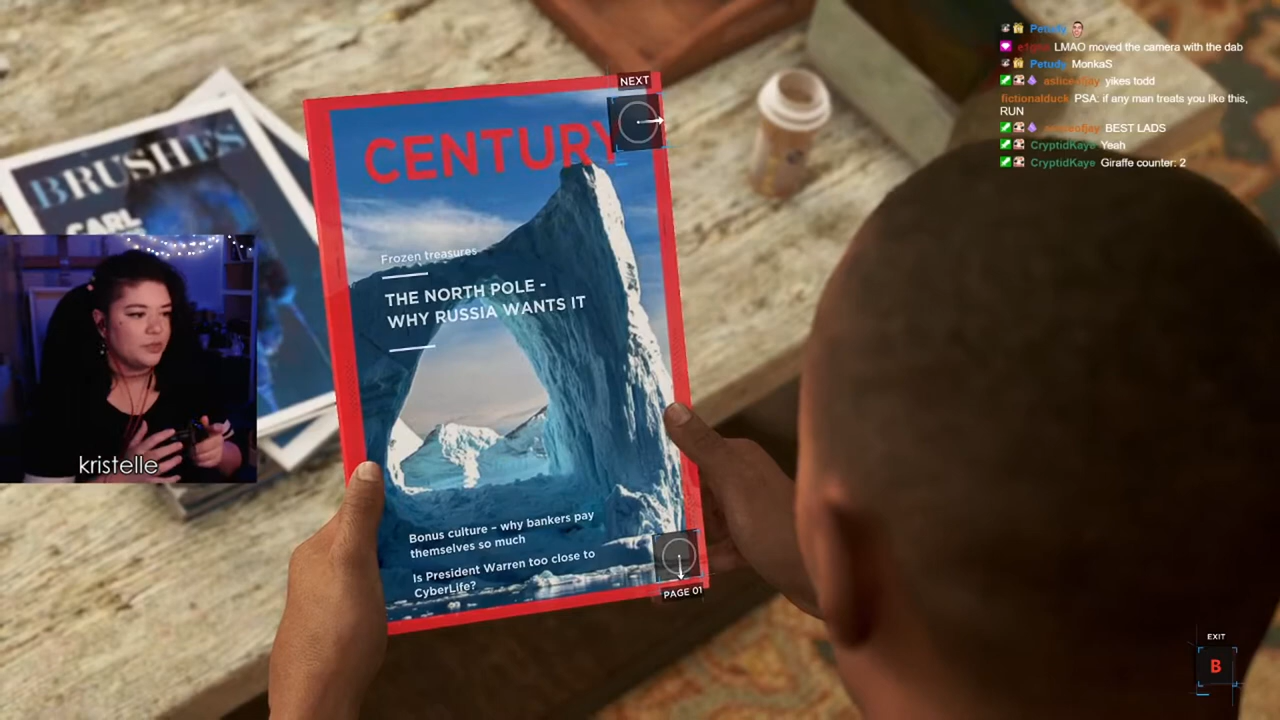 NEXT
CENTURY
Frozen treasures
THE NORTH POLE -
WHY RUSSIA WANTS IT
Bonus culture – why bankers pay
themselves so much
Is President Warren too close to
CyberLife?
PAGE 01
BRUSHES
CARL
kristelle
Petudy
LMAO moved the camera with the dab
Petudy MonkaS
yikes todd
fictionalduck PSA: if any man treats you like this,
RUN
BEST LADS
CryptidKaye Yeah
CryptidKaye Giraffe counter: 2
EXIT
B